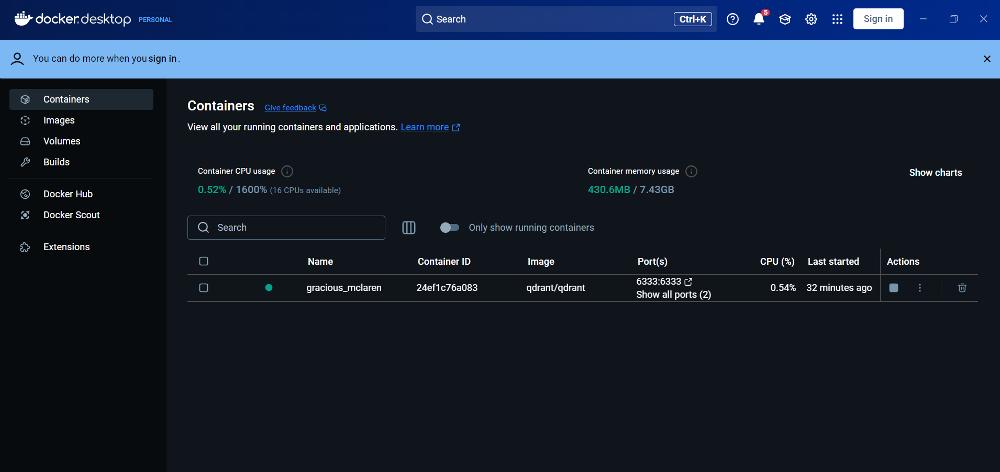 docker.desktop PERSONAL
Search Ctrl+K
5
Sign in
You can do more when you sign in.
Containers
Images
Volumes
Builds
Docker Hub
Docker Scout
Extensions
Containers Give feedback
View all your running containers and applications. Learn more
Container CPU usage
0.52% / 1600% (16 CPUs available)
Container memory usage
430.6MB / 7.43GB
Show charts
Search
Only show running containers
Name Container ID Image Port(s) CPU (%) Last started Actions
gracious_mclaren 24ef1c76a083 qdrant/qdrant 6333:6333 0.54% 32 minutes ago
Show all ports (2)